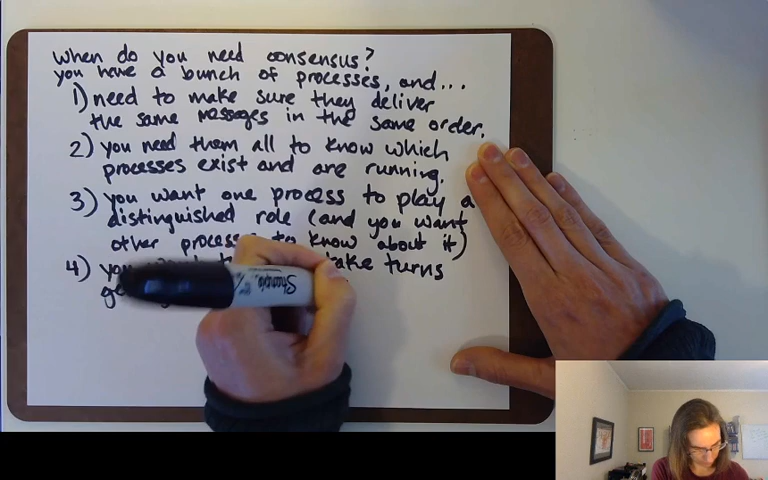 When do you need consensus?
you have a bunch of processes, and...
1) need to make sure they deliver
the same messages in the same order.
2) you need them all to know which
processes exist and are running.
3) you want one process to play a
distinguished role (and you want
other processes to know about it)
4) you take turns
Sharpie